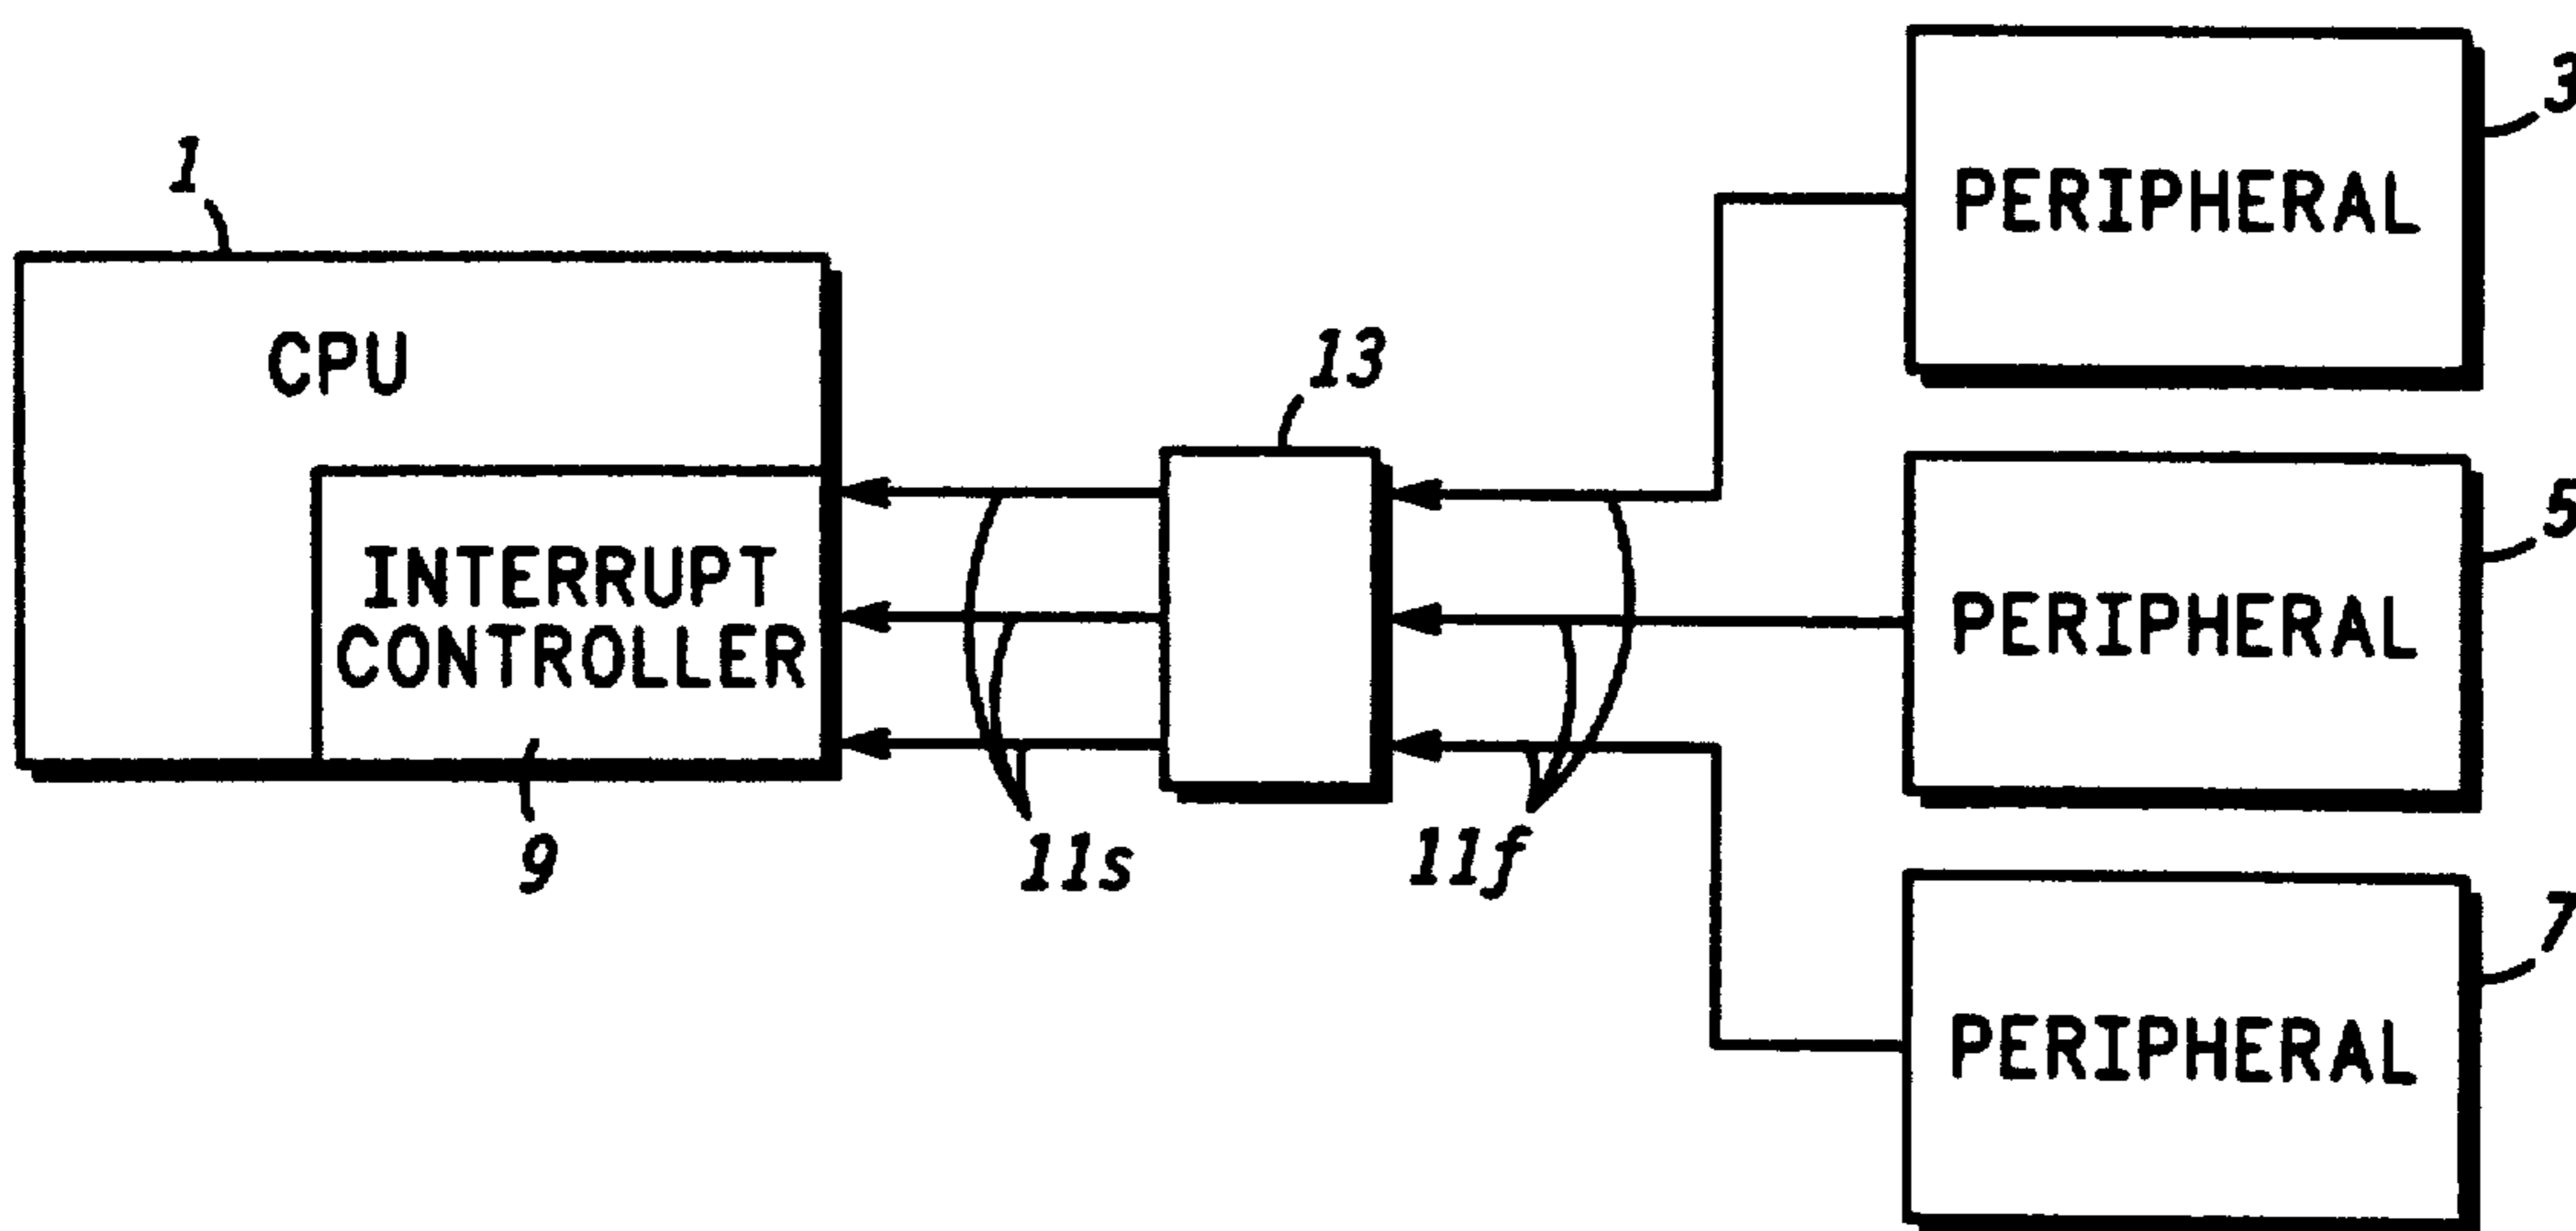 1
CPU
INTERRUPT
CONTROLLER
9
11s
13
11f
PERIPHERAL
3
PERIPHERAL
5
PERIPHERAL
7